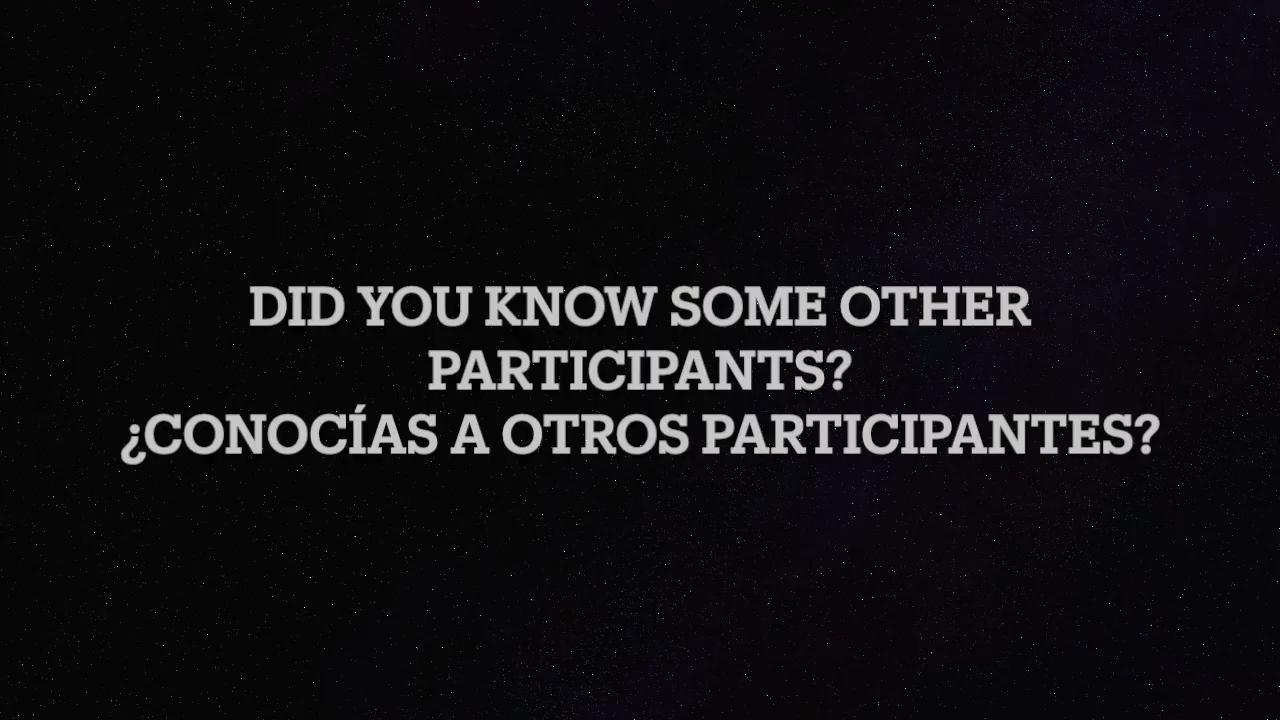 DID YOU KNOW SOME OTHER
PARTICIPANTS?
¿CONOCÍAS A OTROS PARTICIPANTES?